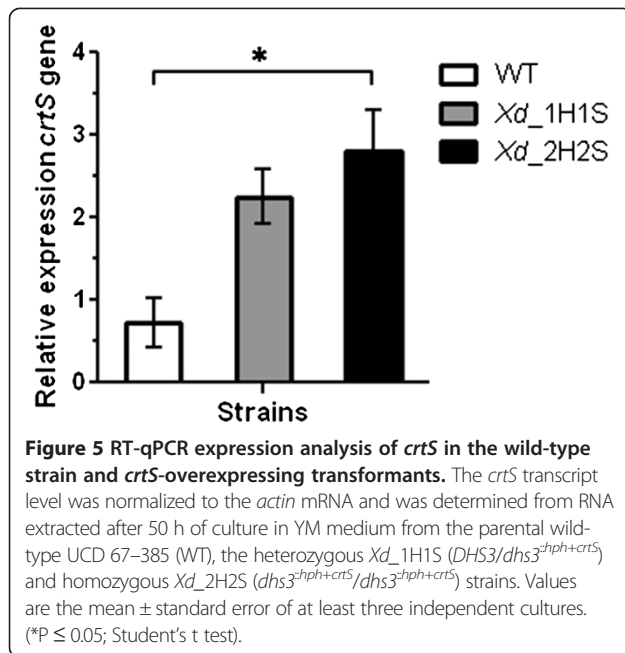 Relative expression crtS gene
4
3
2
1
0
*
WT
Xd_1H1S
Xd_2H2S
Strains
Figure 5 RT-qPCR expression analysis of crtS in the wild-type
strain and crtS-overexpressing transformants. The crtS transcript
level was normalized to the actin mRNA and was determined from RNA
extracted after 50 h of culture in YM medium from the parental wild-
type UCD 67–385 (WT), the heterozygous Xd_1H1S (DHS3/dhs3::hph+crtS)
and homozygous Xd_2H2S (dhs3::hph+crtS/dhs3::hph+crtS) strains. Values
are the mean ± standard error of at least three independent cultures.
(*P ≤ 0.05; Student's t test).